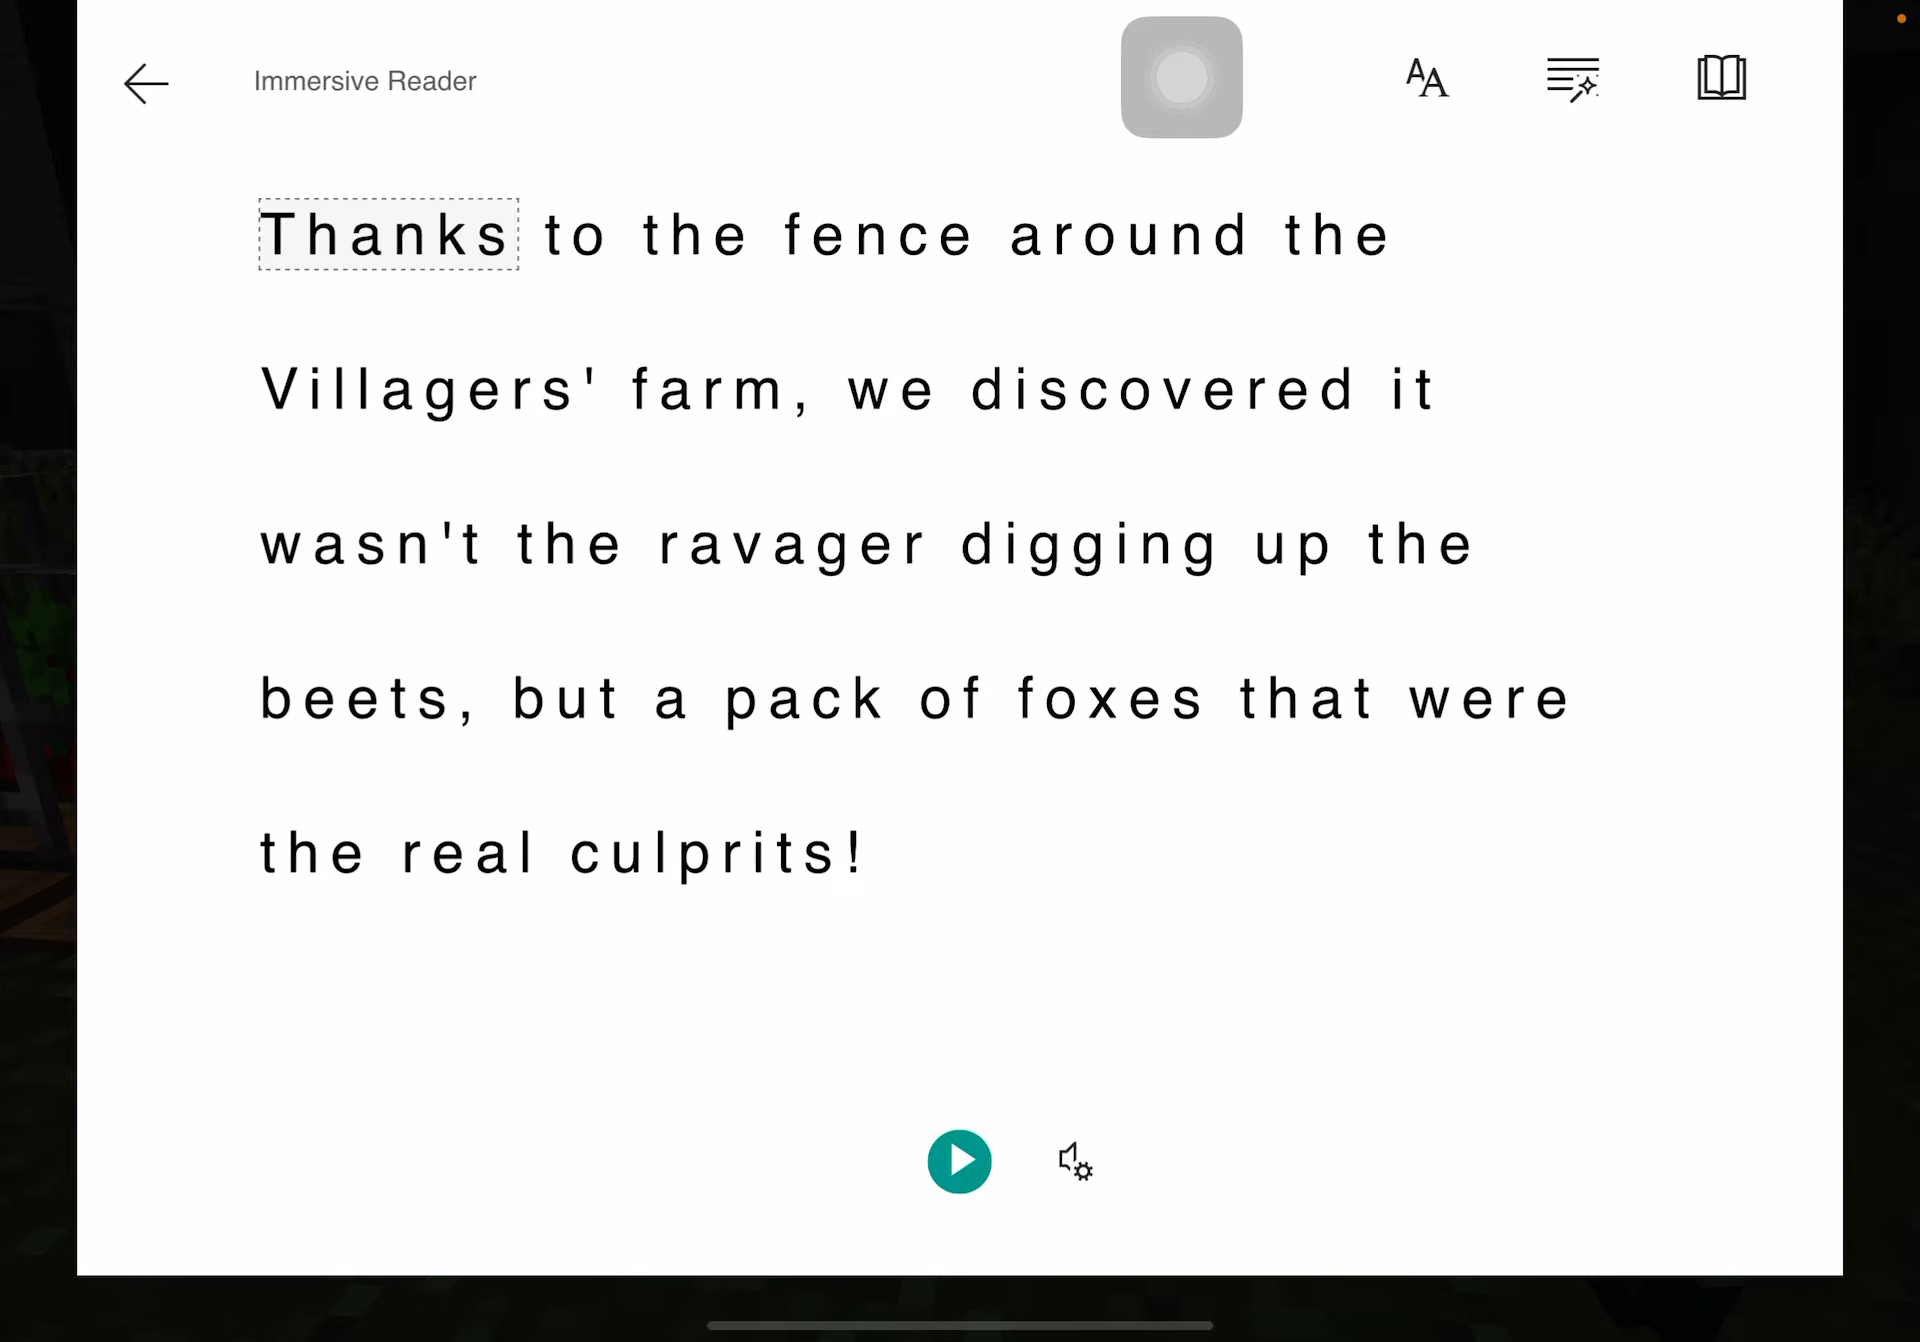 Immersive Reader
Thanks to the fence around the
Villagers' farm, we discovered it
wasn't the ravager digging up the
beets, but a pack of foxes that were
the real culprits!